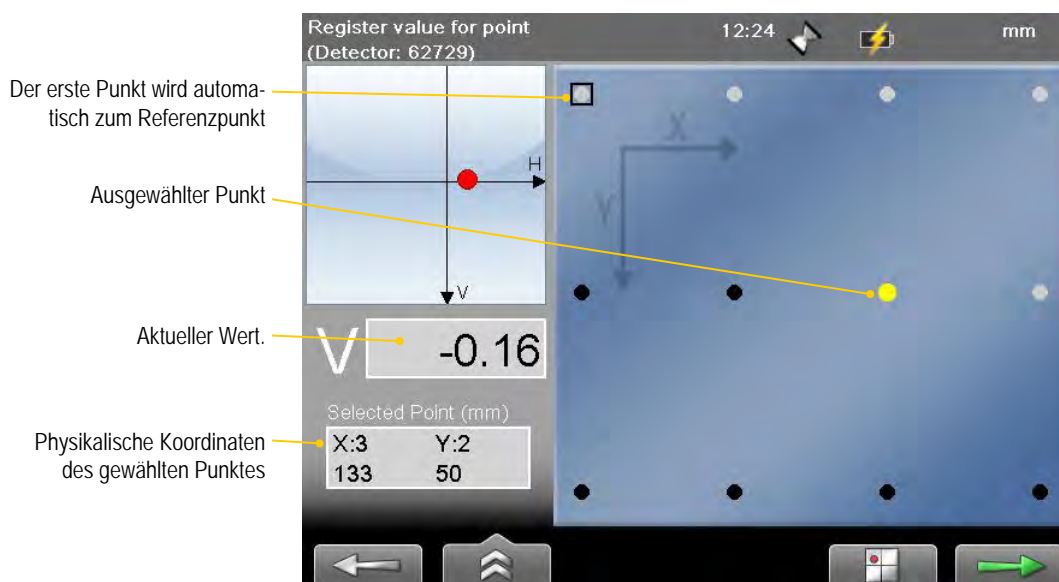 Register value for point
(Detector: 62729)
12:24
mm
Der erste Punkt wird automa-
tisch zum Referenzpunkt
Ausgewählter Punkt
Aktueller Wert.
Physikalische Koordinaten
des gewählten Punktes
H
V
V
-0.16
Selected Point (mm)
X:3 Y:2
133 50
X
Y